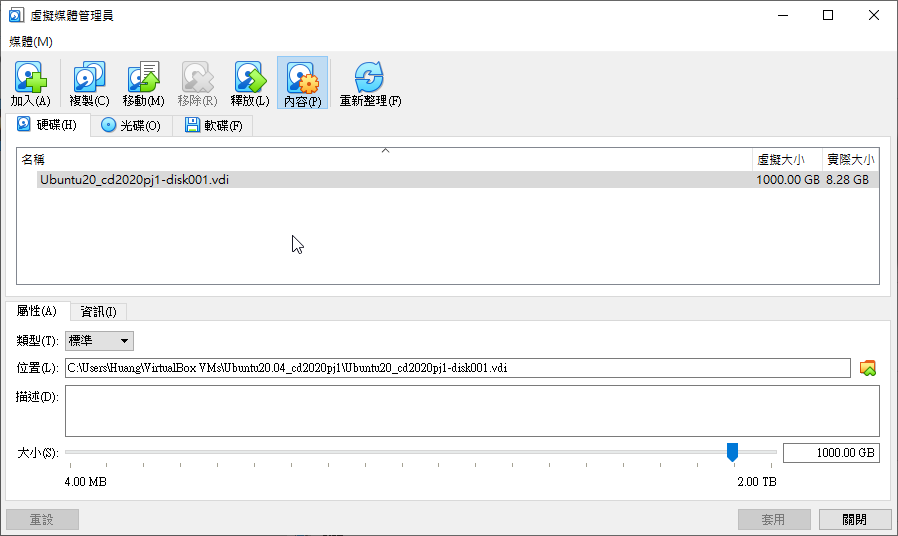 虛擬媒體管理員
媒體(M)
加入(A) 複製(C) 移動(M) 移除(R) 釋放(L) 內容(P) 重新整理(F)
硬碟(H) 光碟(O) 軟碟(F)
名稱 虛擬大小 實際大小
Ubuntu20_cd2020pj1-disk001.vdi 1000.00 GB 8.28 GB
屬性(A) 資訊(I)
類型(T): 標準
位置(L): C:\Users\Huang\VirtualBox VMs\Ubuntu20.04_cd2020pj1\Ubuntu20_cd2020pj1-disk001.vdi
描述(D):
大小(S): 1000.00 GB
4.00 MB 2.00 TB
重設 套用 關閉